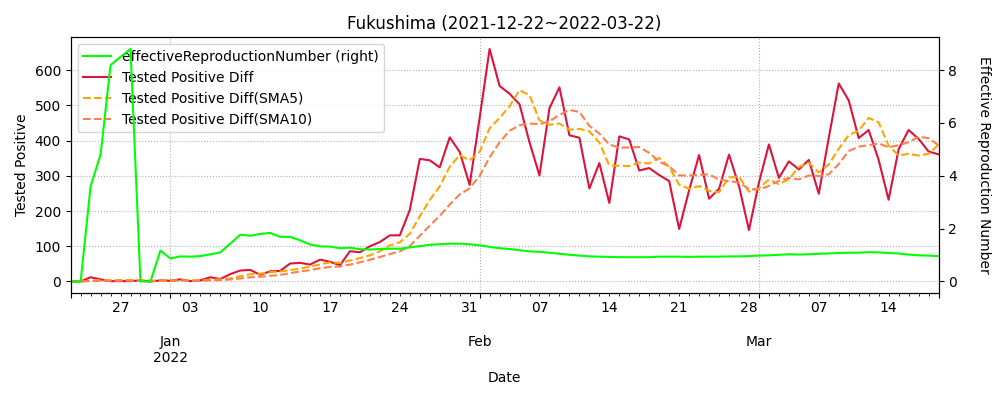 Fukushima (2021-12-22~2022-03-22)
effectiveReproductionNumber (right)
Tested Positive Diff
Tested Positive Diff(SMA5)
Tested Positive Diff(SMA10)
Tested Positive
600
500
400
300
200
100
0
8
6
4
2
0
Effective Reproduction Number
27 03 10 17 24 31 07 14 21 28 07 14
Jan Feb Mar
2022
Date